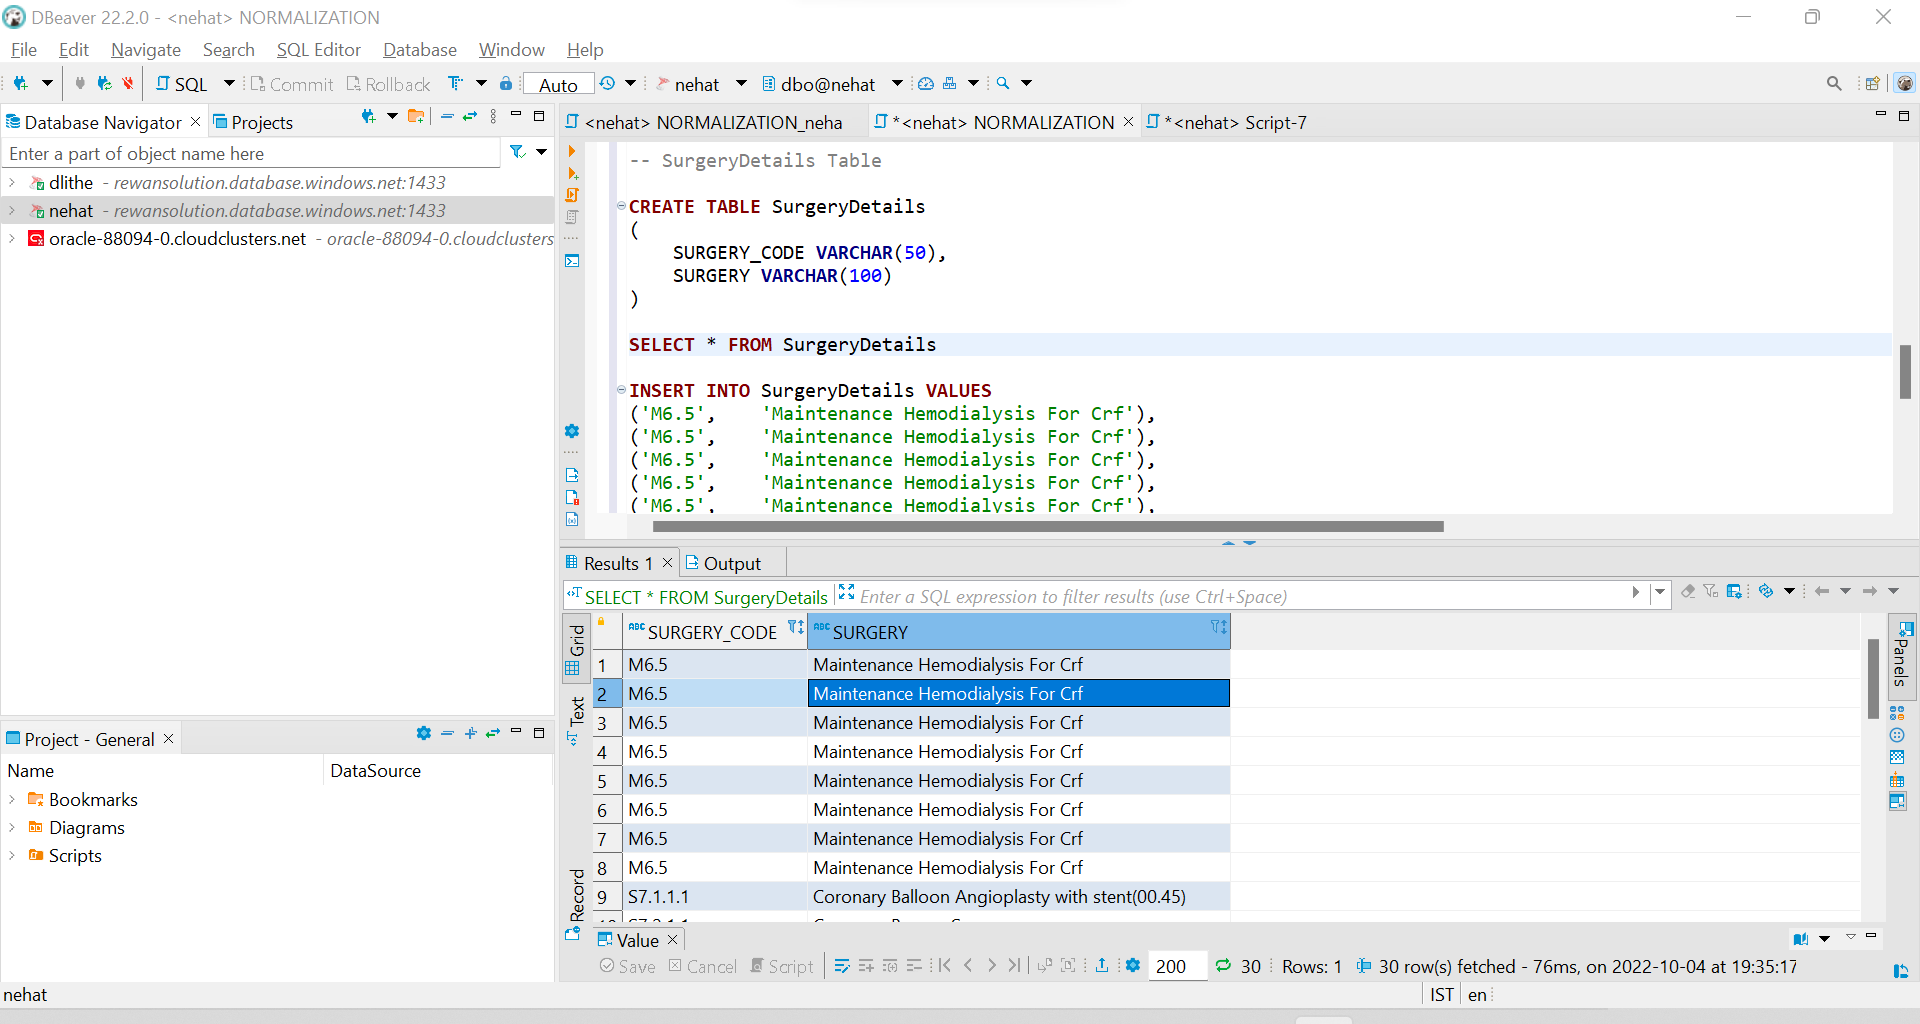 DBeaver 22.2.0 - <nehat> NORMALIZATION
File Edit Navigate Search SQL Editor Database Window Help
SQL Commit Rollback Auto nehat dbo@nehat
Database Navigator Projects
Enter a part of object name here
dlithe - rewansolution.database.windows.net:1433
nehat - rewansolution.database.windows.net:1433
oracle-88094-0.cloudclusters.net - oracle-88094-0.cloudclusters
Project - General
Name DataSource
Bookmarks
Diagrams
Scripts
<nehat> NORMALIZATION_neha *<nehat> NORMALIZATION *<nehat> Script-7
-- SurgeryDetails Table
CREATE TABLE SurgeryDetails
(
SURGERY_CODE VARCHAR(50),
SURGERY VARCHAR(100)
)
SELECT * FROM SurgeryDetails
INSERT INTO SurgeryDetails VALUES
('M6.5', 'Maintenance Hemodialysis For Crf'),
('M6.5', 'Maintenance Hemodialysis For Crf'),
('M6.5', 'Maintenance Hemodialysis For Crf'),
('M6.5', 'Maintenance Hemodialysis For Crf'),
('M6.5', 'Maintenance Hemodialysis For Crf'),
Results 1 Output
SELECT * FROM SurgeryDetails Enter a SQL expression to filter results (use Ctrl+Space)
Grid
Text
Record
Panels
ABC SURGERY_CODE ABC SURGERY
1 M6.5 Maintenance Hemodialysis For Crf
2 M6.5 Maintenance Hemodialysis For Crf
3 M6.5 Maintenance Hemodialysis For Crf
4 M6.5 Maintenance Hemodialysis For Crf
5 M6.5 Maintenance Hemodialysis For Crf
6 M6.5 Maintenance Hemodialysis For Crf
7 M6.5 Maintenance Hemodialysis For Crf
8 M6.5 Maintenance Hemodialysis For Crf
9 S7.1.1.1 Coronary Balloon Angioplasty with stent(00.45)
Value
Save Cancel Script 200 30 Rows: 1 30 row(s) fetched - 76ms, on 2022-10-04 at 19:35:17
nehat IST en